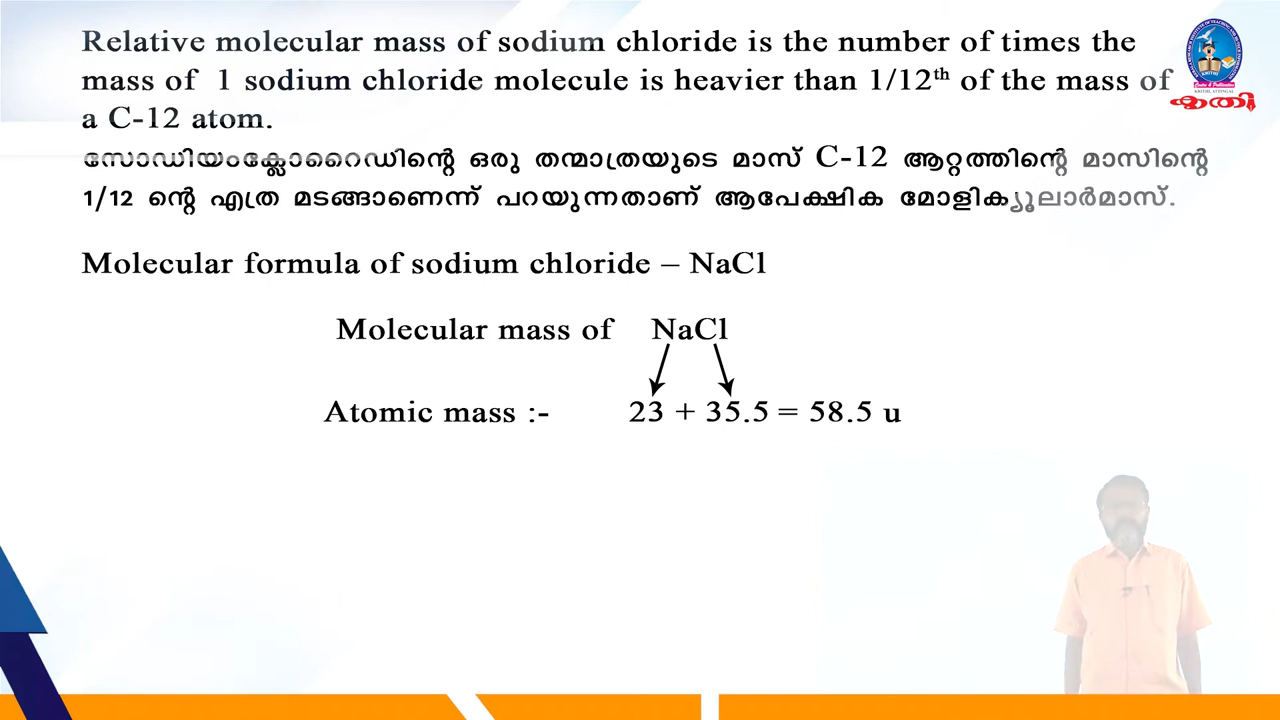 Relative molecular mass of sodium chloride is the number of times the
mass of 1 sodium chloride molecule is heavier than 1/12th of the mass of
a C-12 atom.
സോഡിയംക്ലോറൈഡിന്റെ ഒരു തന്മാത്രയുടെ മാസ് C-12 ആറ്റത്തിന്റെ മാസിന്റെ
1/12 ന്റെ എത്ര മടങ്ങാണെന്ന് പറയുന്നതാണ് ആപേക്ഷിക മോളിക്യൂലാർമാസ്.
Molecular formula of sodium chloride – NaCl
Molecular mass of NaCl
Atomic mass :- 23 + 35.5 = 58.5 u
KRITHI
KRITHI, ATTINGAL
കൃതി